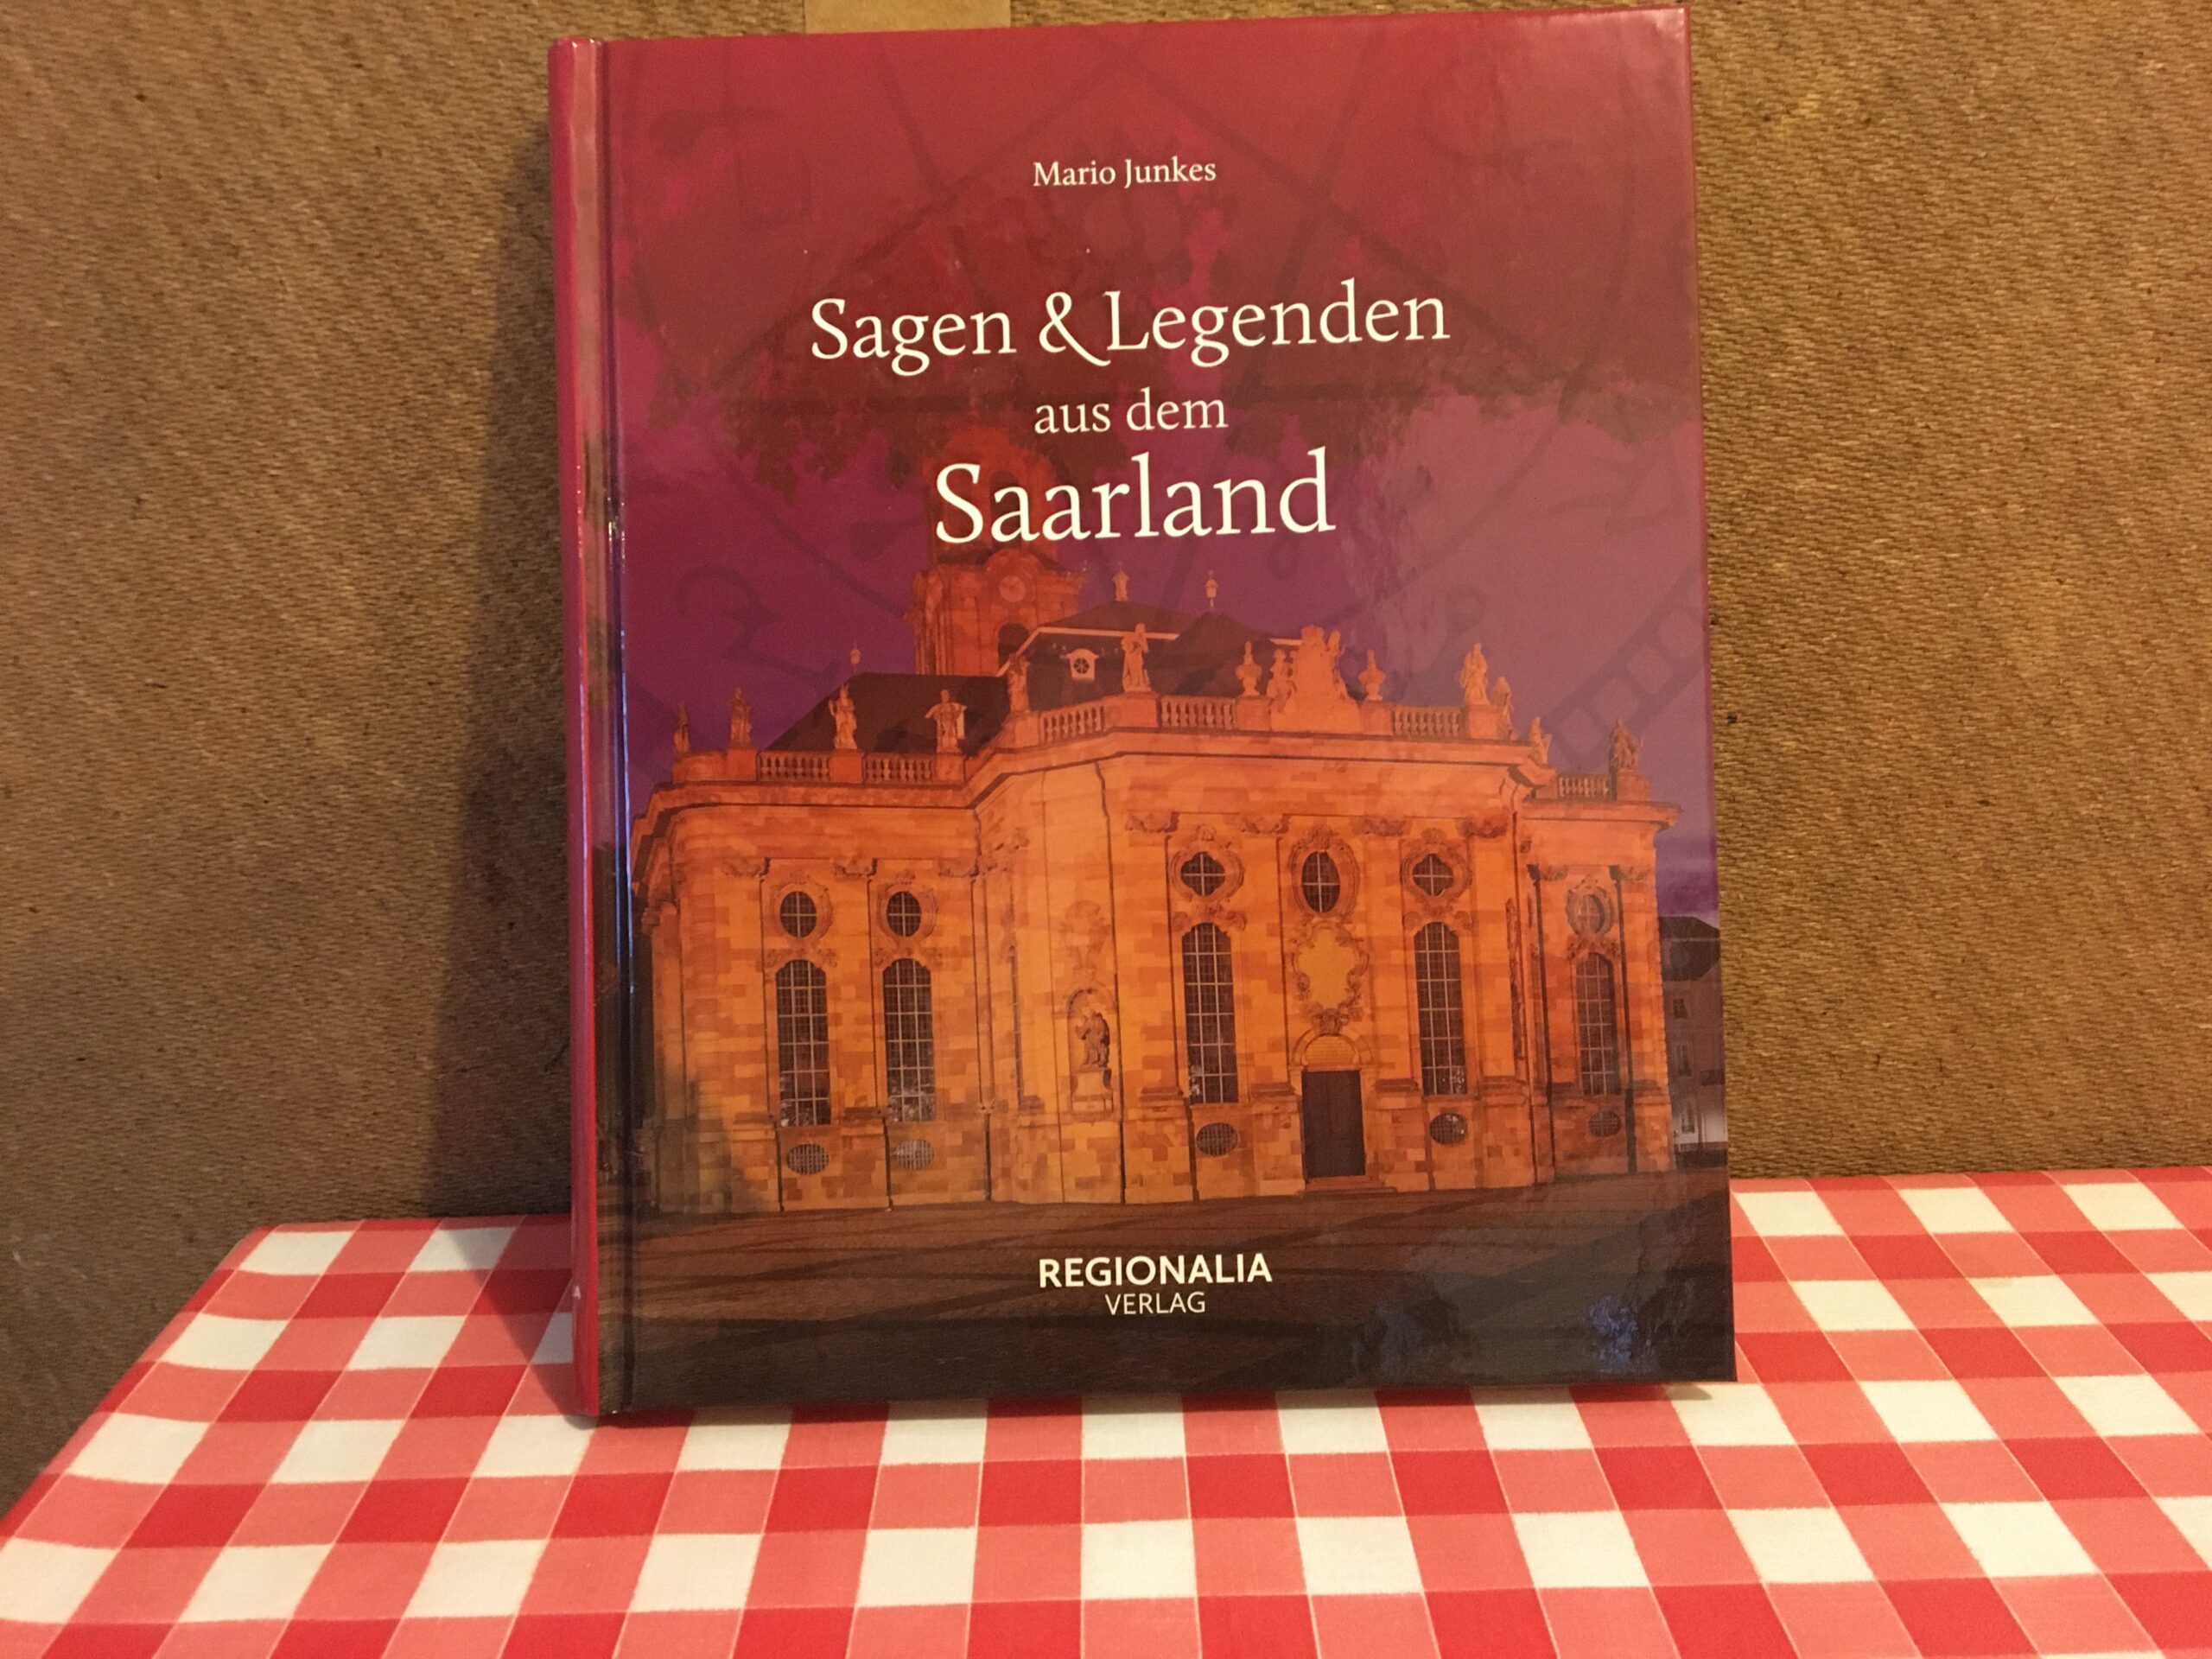 Mario Junkes
Sagen & Legenden
aus dem
Saarland
REGIONALIA
VERLAG